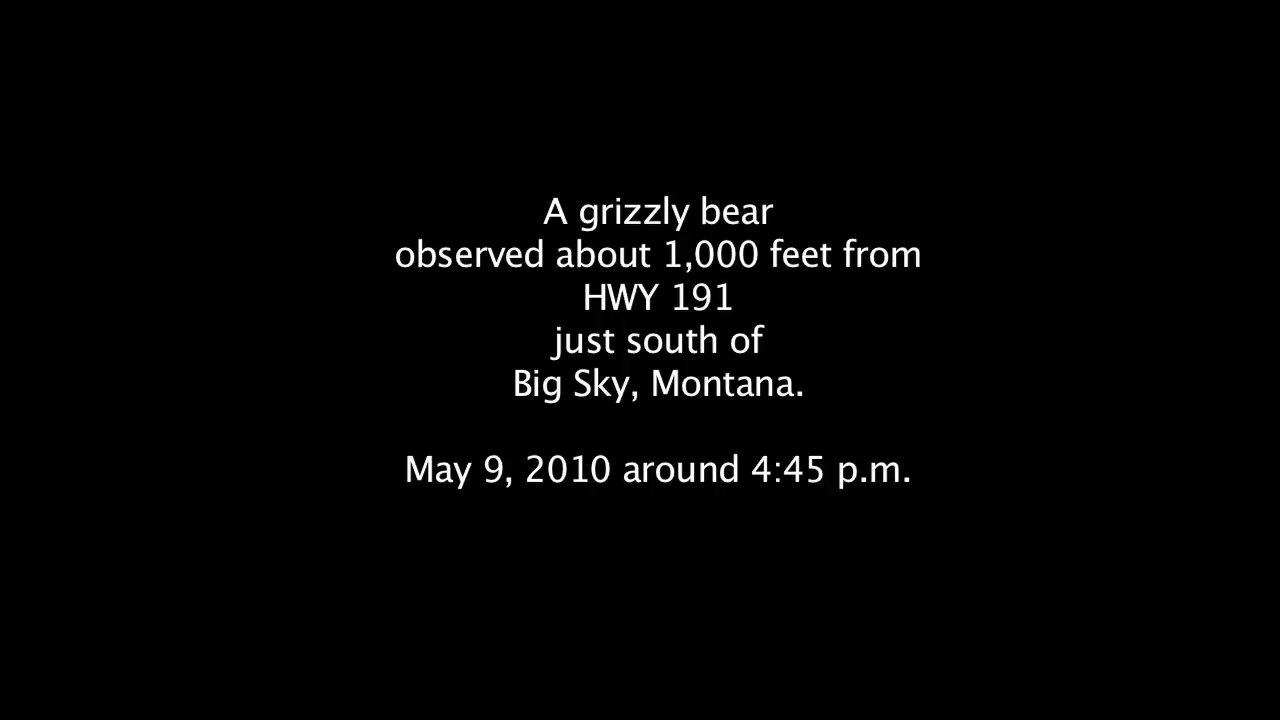 A grizzly bear
observed about 1,000 feet from
HWY 191
just south of
Big Sky, Montana.
May 9, 2010 around 4:45 p.m.